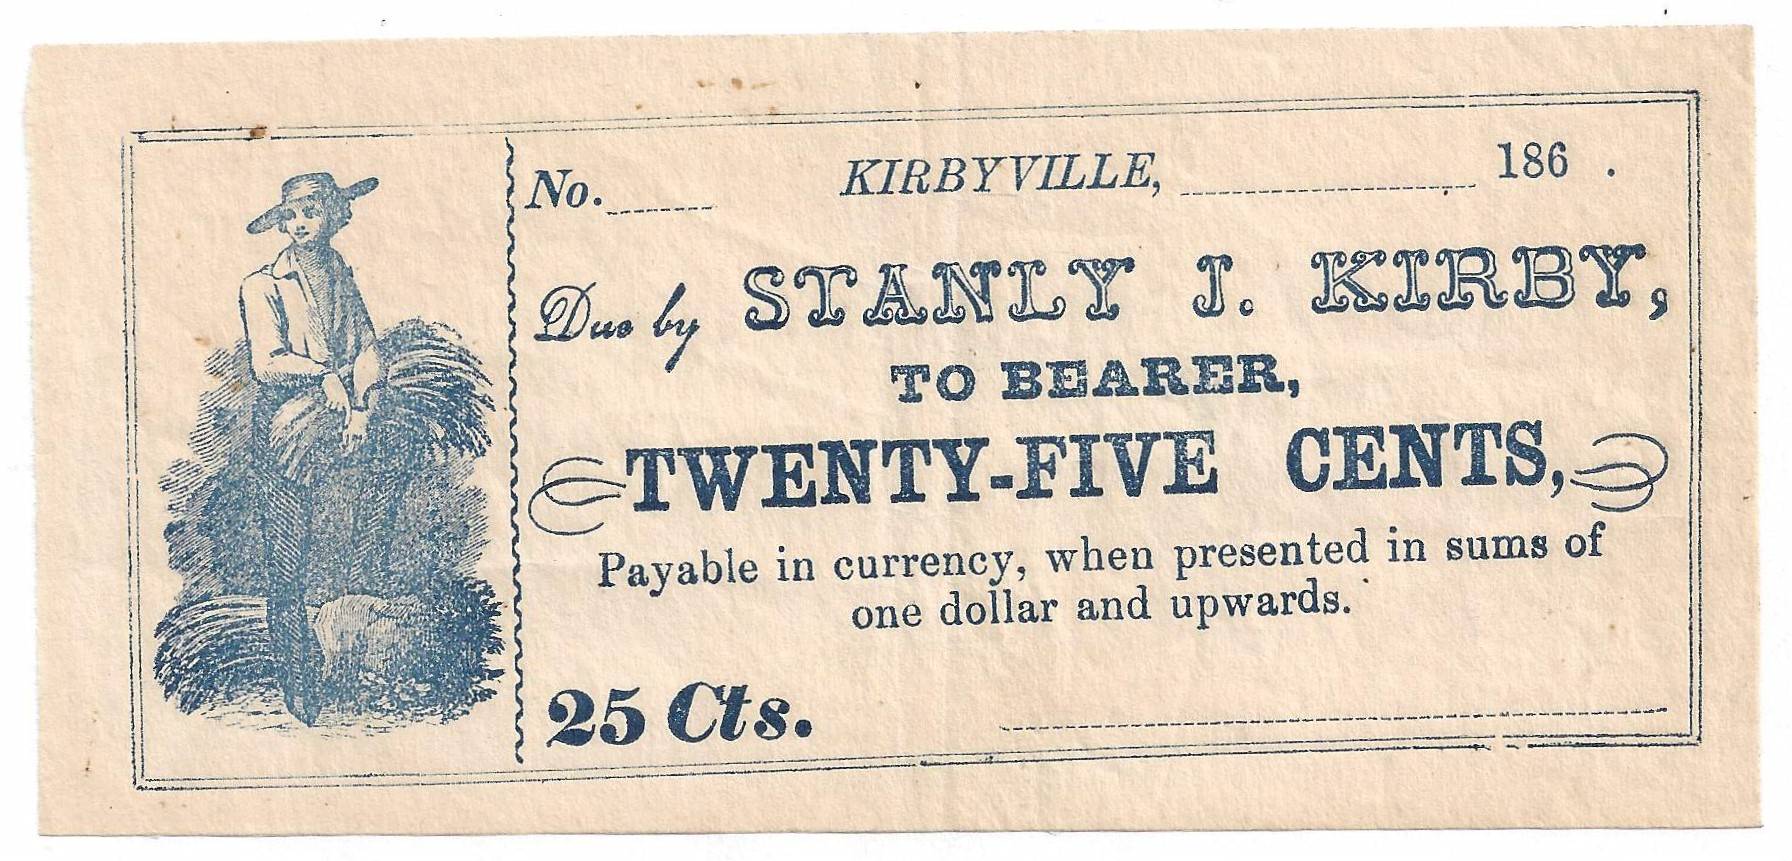 No. KIRBYVILLE, 186 .
Due by STANLY J. KIRBY,
TO BEARER,
TWENTY-FIVE CENTS,
Payable in currency, when presented in sums of
one dollar and upwards.
25 Cts.